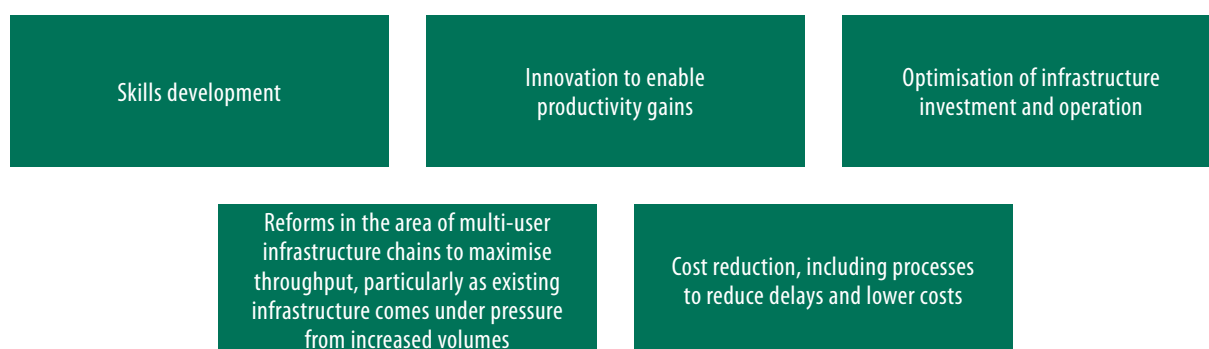 Skills development
Innovation to enable
productivity gains
Optimisation of infrastructure
investment and operation
Reforms in the area of multi-user
infrastructure chains to maximise
throughput, particularly as existing
infrastructure comes under pressure
from increased volumes
Cost reduction, including processes
to reduce delays and lower costs